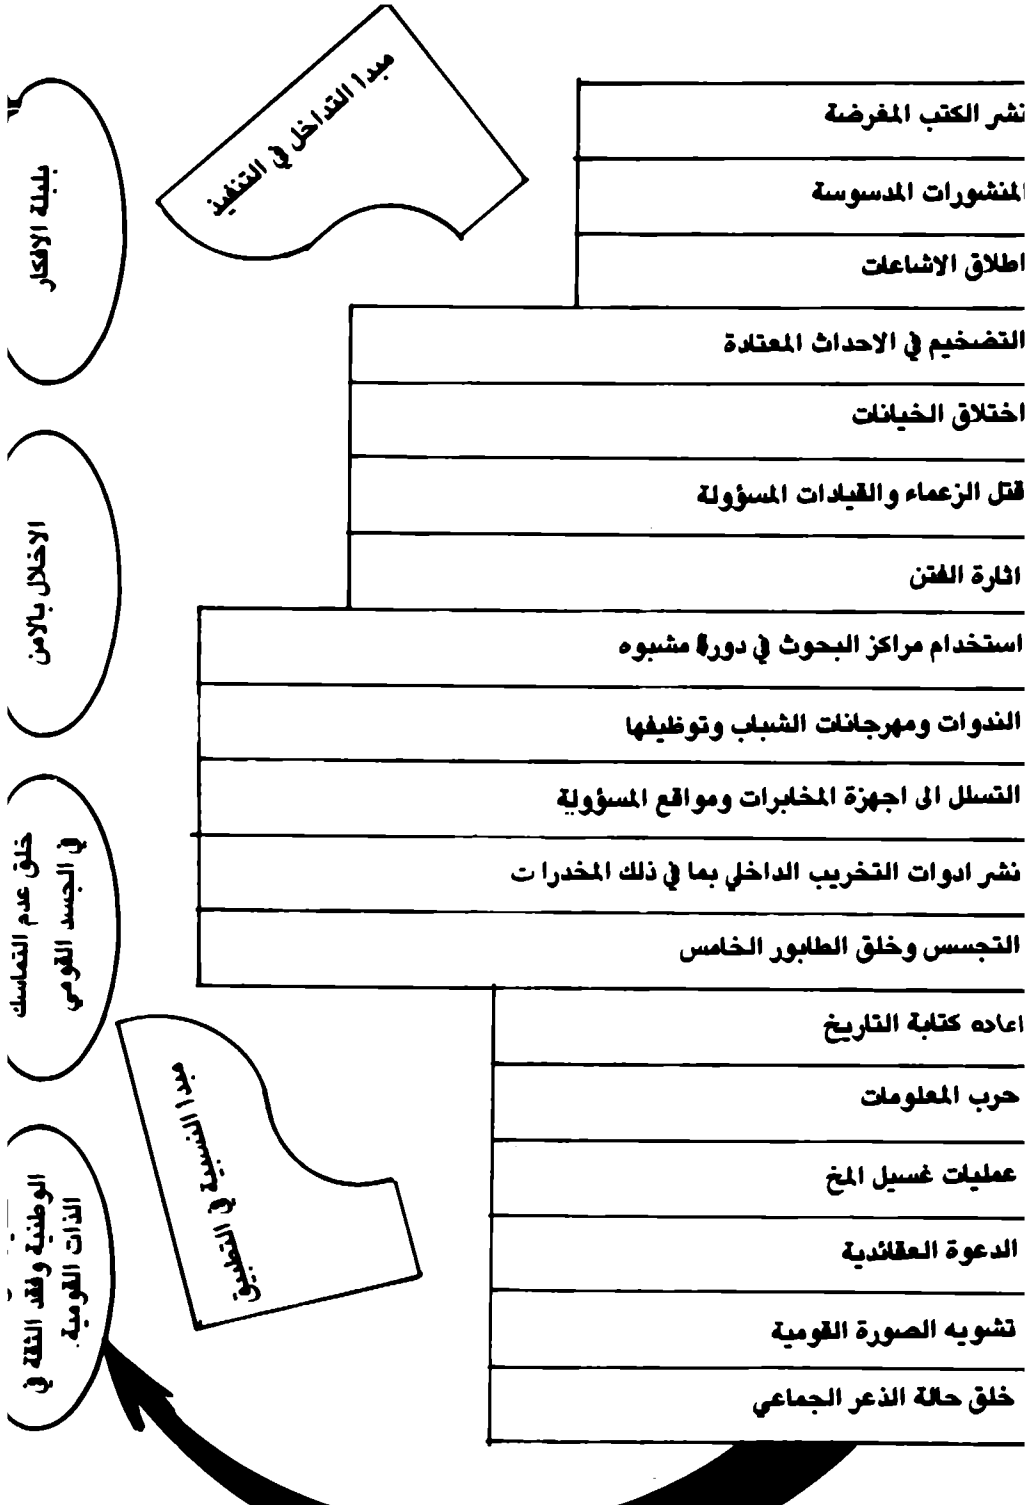 نشر الكتب المغرضة
المنشورات المدسوسة
اطلاق الاشاعات
التضخيم في الاحداث المعتادة
اختلاق الخيانات
قتل الزعماء والقيادات المسؤولة
اثارة الفتن
استخدام مراكز البحوث في دورة مشبوه
الندوات ومهرجانات الشباب وتوظيفها
التسلل الى اجهزة المخابرات ومواقع المسؤولية
نشر ادوات التخريب الداخلي بما في ذلك المخدرا ت
التجسس وخلق الطابور الخامس
اعاده كتابة التاريخ
حرب المعلومات
عمليات غسيل المخ
الدعوة العقائدية
تشويه الصورة القومية
خلق حالة الذعر الجماعي
مبدا التداخل في التنفيذ
مبدا النسبية في التطبيق
بلبلة الافكار
الاخلال بالامن
خلق عدم التماسك
في الجسد القومي
الوطنية وفقد الثقة في
الذات القومية.